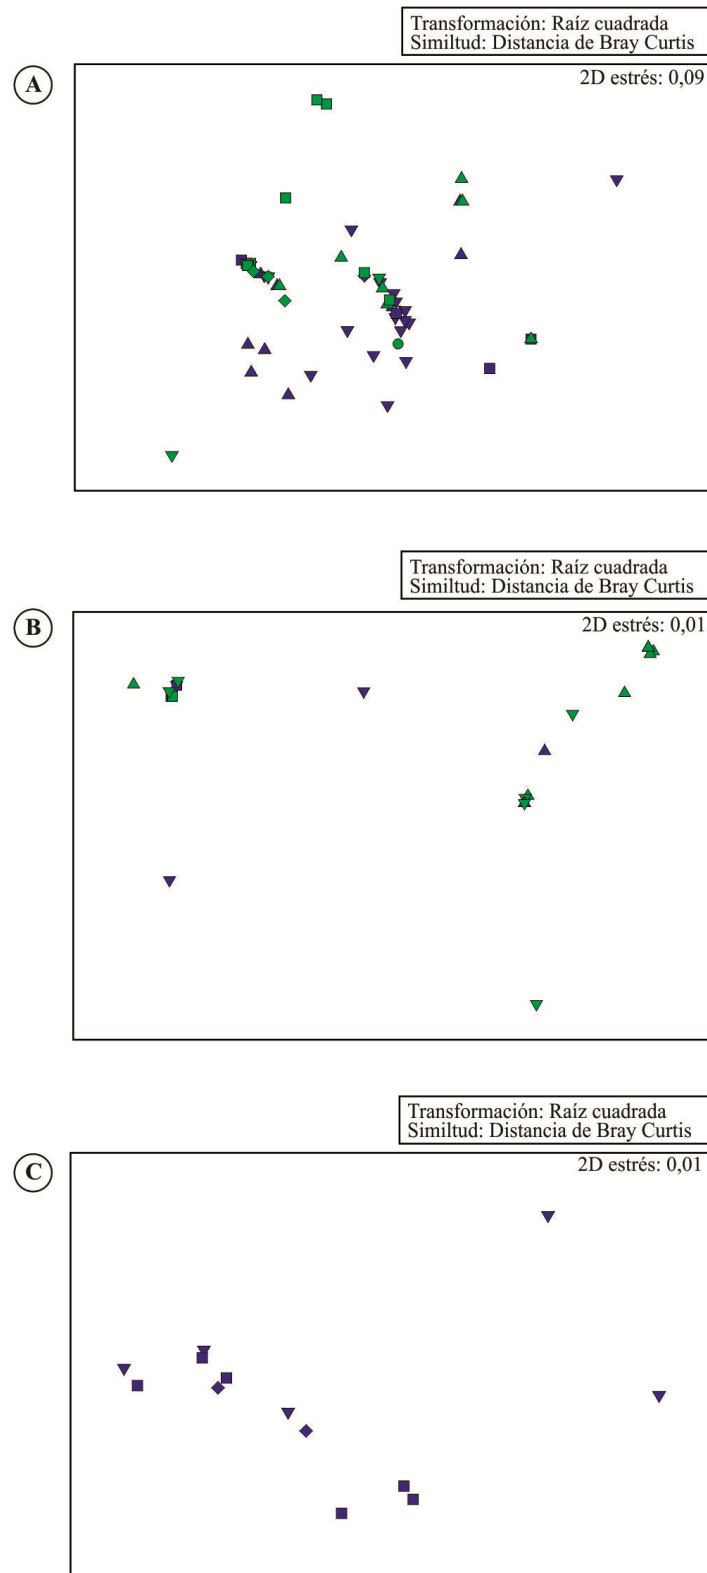 Transformación: Raíz cuadrada
Similtud: Distancia de Bray Curtis
A
2D estrés: 0,09
Transformación: Raíz cuadrada
Similtud: Distancia de Bray Curtis
B
2D estrés: 0,01
Transformación: Raíz cuadrada
Similtud: Distancia de Bray Curtis
C
2D estrés: 0,01